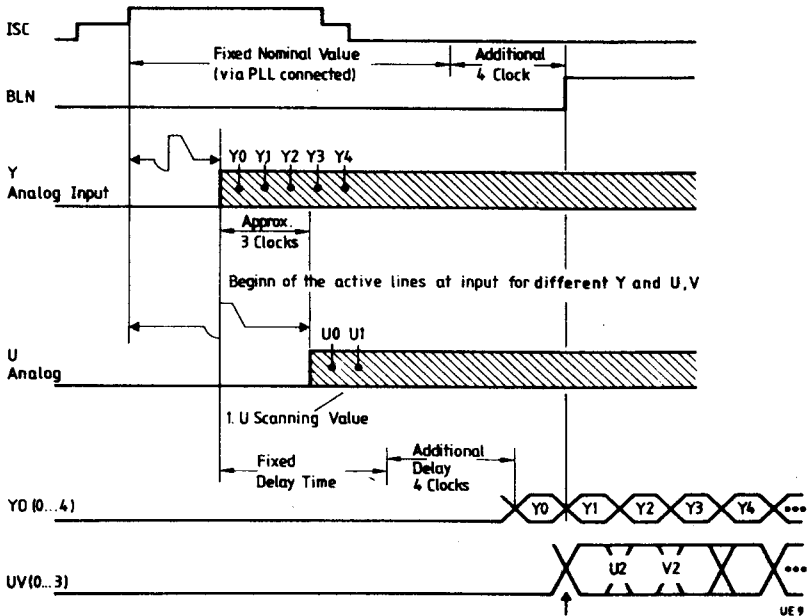 ISC
Fixed Nominal Value
(via PLL connected)
Additional
4 Clock
BLN
Y0 Y1 Y2 Y3 Y4
Y
Analog Input
Approx.
3 Clocks
Beginn of the active lines at input for different Y and U,V
U0 U1
U
Analog
1. U Scanning Value
Fixed
Delay Time
Additional
Delay
4 Clocks
YO (0...4)
Y0 Y1 Y2 Y3 Y4 •••
UV(0...3)
U2 V2 •••